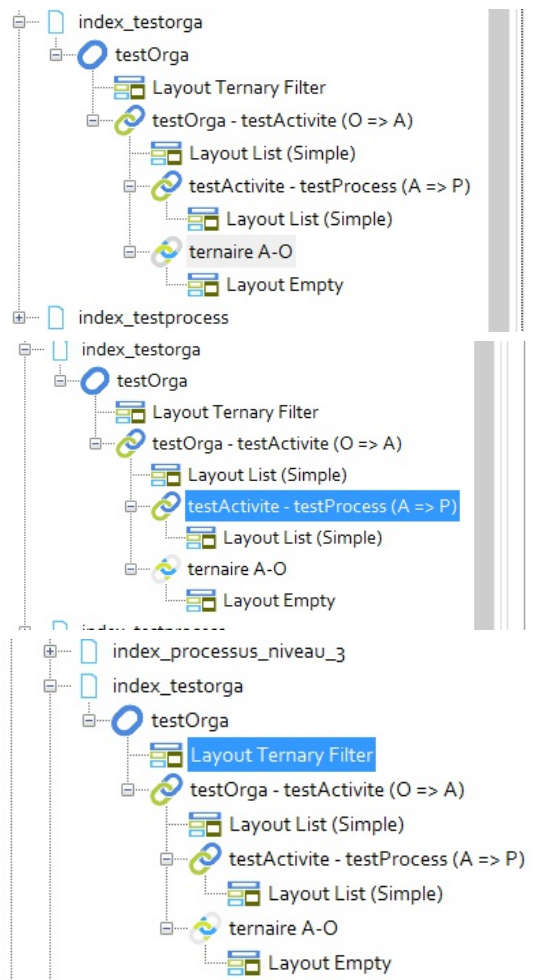 index_testorga
testOrga
Layout Ternary Filter
testOrga - testActivite (O => A)
Layout List (Simple)
testActivite - testProcess (A => P)
Layout List (Simple)
ternaire A-O
Layout Empty
index_testprocess
index_testorga
testOrga
Layout Ternary Filter
testOrga - testActivite (O => A)
Layout List (Simple)
testActivite - testProcess (A => P)
Layout List (Simple)
ternaire A-O
Layout Empty
index_processus_niveau_3
index_testorga
testOrga
Layout Ternary Filter
testOrga - testActivite (O => A)
Layout List (Simple)
testActivite - testProcess (A => P)
Layout List (Simple)
ternaire A-O
Layout Empty